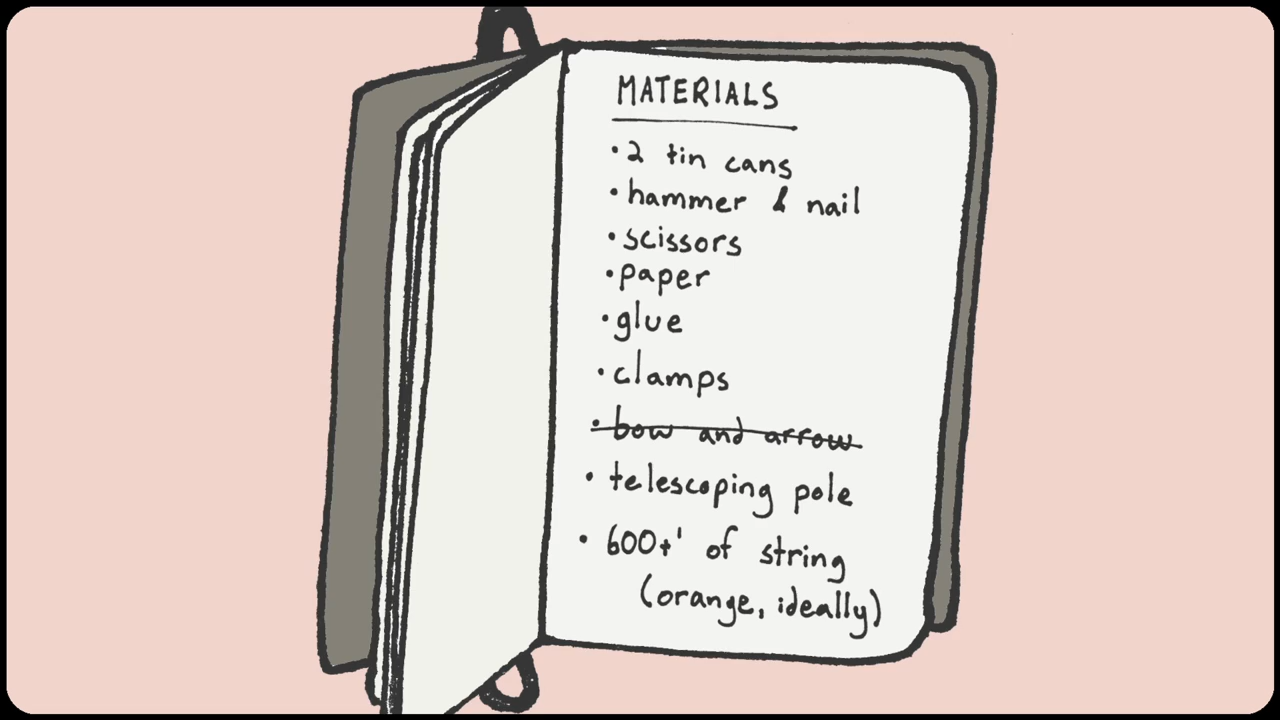 MATERIALS
• 2 tin cans
• hammer & nail
• scissors
• paper
• glue
• clamps
• bow and arrow
• telescoping pole
• 600+' of string
(orange, ideally)